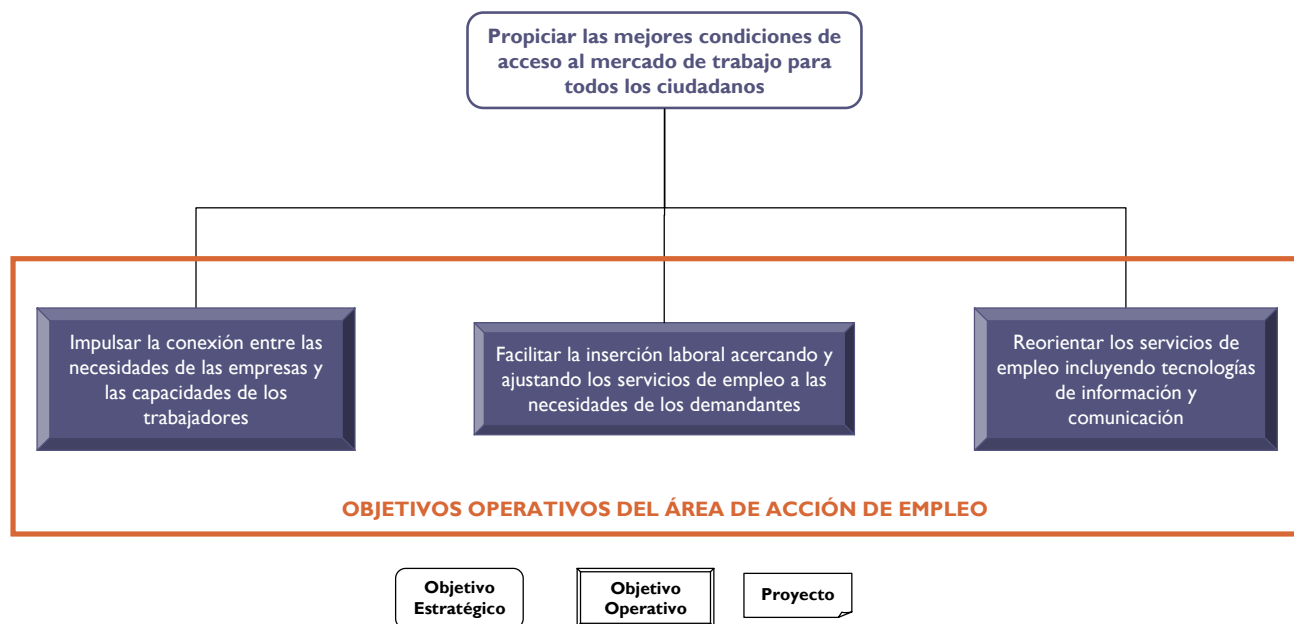 Propiciar las mejores condiciones de
acceso al mercado de trabajo para
todos los ciudadanos
Impulsar la conexión entre las
necesidades de las empresas y
las capacidades de los
trabajadores
Facilitar la inserción laboral acercando y
ajustando los servicios de empleo a las
necesidades de los demandantes
Reorientar los servicios de
empleo incluyendo tecnologías
de información y
comunicación
OBJETIVOS OPERATIVOS DEL ÁREA DE ACCIÓN DE EMPLEO
Objetivo
Estratégico
Objetivo
Operativo
Proyecto